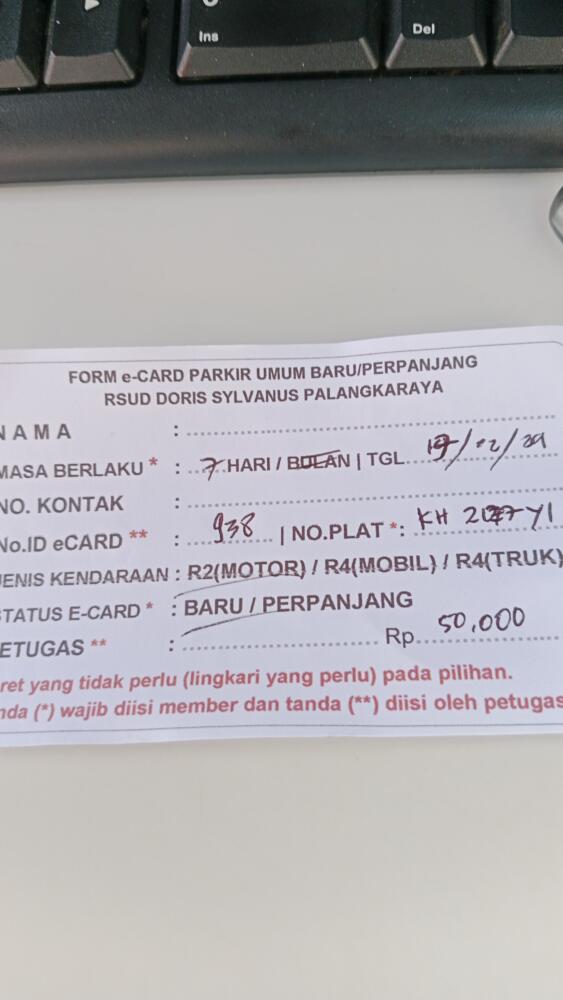 Ins
Del
FORM e-CARD PARKIR UMUM BARU/PERPANJANG
RSUD DORIS SYLVANUS PALANGKARAYA
NAMA :
MASA BERLAKU * : 7 HARI / BULAN | TGL
NO. KONTAK :
No.ID eCARD ** : 938 | NO.PLAT *: KH YI
JENIS KENDARAAN : R2(MOTOR) / R4(MOBIL) / R4(TRUK)
STATUS E-CARD * : BARU / PERPANJANG
ETUGAS ** : Rp. 50,000
ret yang tidak perlu (lingkari yang perlu) pada pilihan.
nda (*) wajib diisi member dan tanda (**) diisi oleh petugas